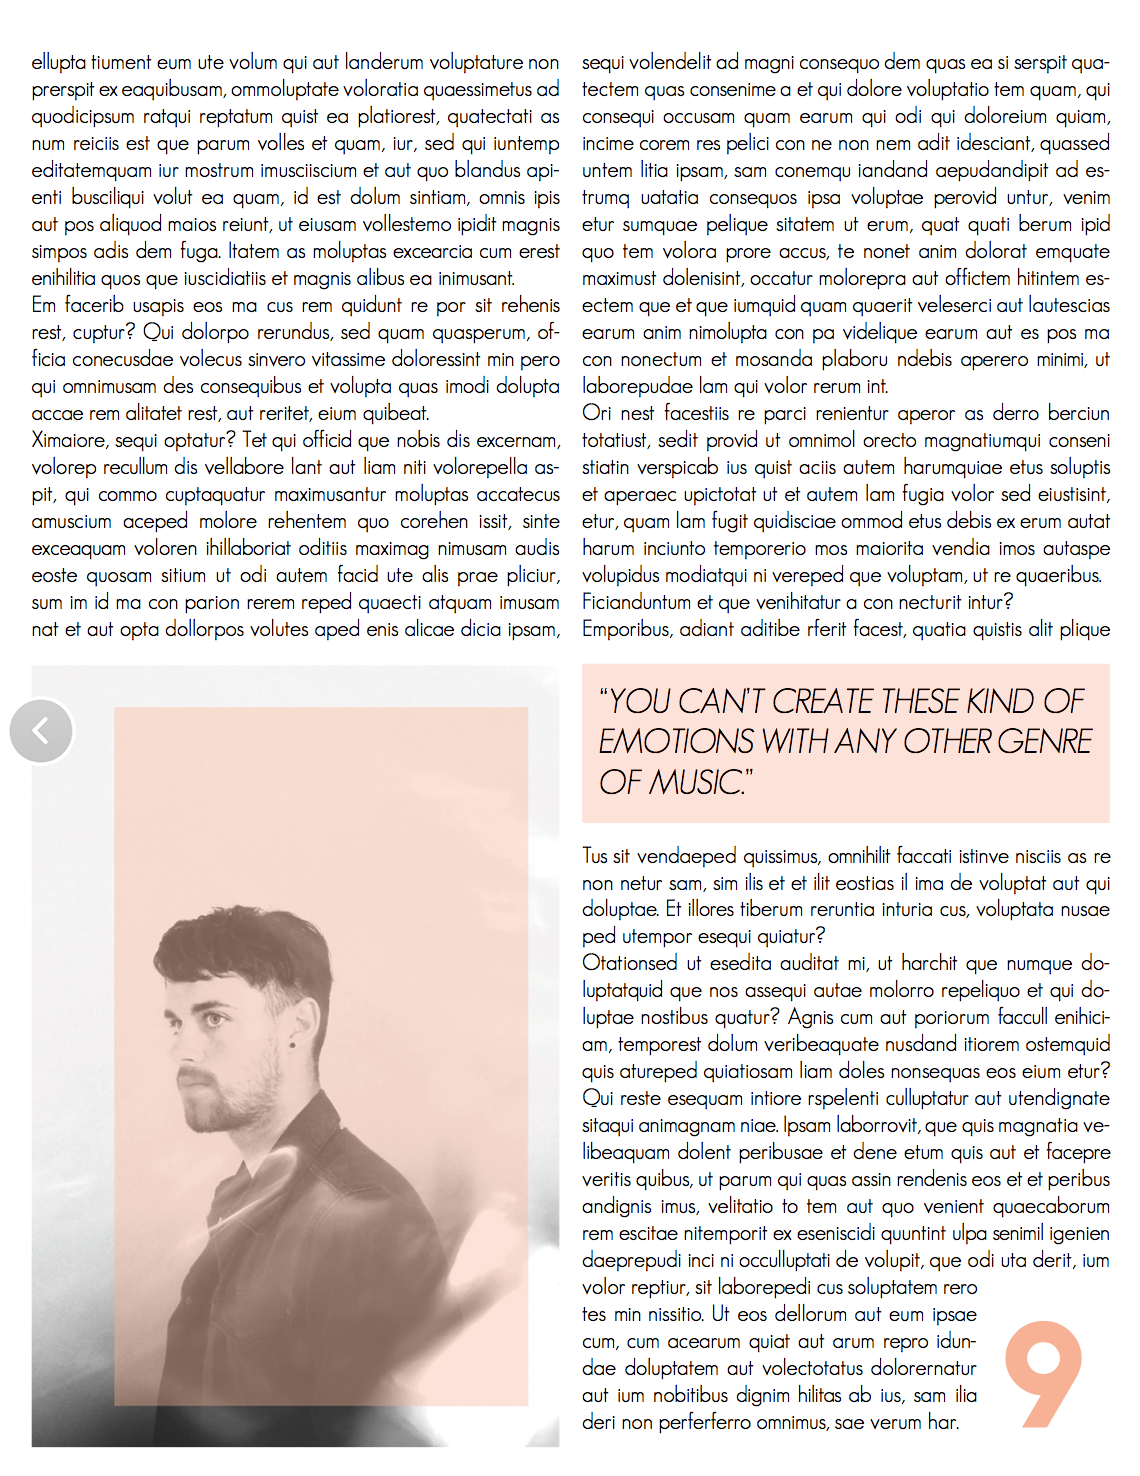 ellupta tiument eum ute volum qui aut landerum voluptature non
prerspit ex eaquibusam, ommoluptate voloratia quaessimetus ad
quodicipsum ratqui reptatum quist ea platiorest, quatectati as
num reiciis est que parum volles et quam, iur, sed qui iuntemp
editatemquam iur mostrum imusciiscium et aut quo blandus api-
enti busciliqui volut ea quam, id est dolum sintiam, omnis ipis
aut pos aliquod maios reiunt, ut eiusam vollestemo ipidit magnis
simpos adis dem fuga. Itatem as moluptas excearcia cum erest
enihilitia quos que iuscidiatiis et magnis alibus ea inimusant.
Em facerib usapis eos ma cus rem quidunt re por sit rehenis
rest, cuptur? Qui dolorpo rerundus, sed quam quasperum, of-
ficia conecusdae volecus sinvero vitassime doloressint min pero
qui omnimusam des consequibus et volupta quas imodi dolupta
accae rem alitatet rest, aut reritet, eium quibeat.
Ximaiore, sequi optatur? Tet qui officid que nobis dis excernam,
volorep recullum dis vellabore lant aut liam niti volorepella as-
pit, qui commo cuptaquatur maximusantur moluptas accatecus
amuscium aceped molore rehentem quo corehen issit, sinte
exceaquam voloren ihillaboriat oditiis maximag nimusam audis
eoste quosam sitium ut odi autem facid ute alis prae pliciur,
sum im id ma con parion rerem reped quaecti atquam imusam
nat et aut opta dollorpos volutes aped enis alicae dicia ipsam,
sequi volendelit ad magni consequo dem quas ea si serspit qua-
tectem quas consenime a et qui dolore voluptatio tem quam, qui
consequi occusam quam earum qui odi qui doloreium quiam,
incime corem res pelici con ne non nem adit idesciant, quassed
untem litia ipsam, sam conemqu iandand aepudandipit ad es-
trumq uatatia consequos ipsa voluptae perovid untur, venim
etur sumquae pelique sitatem ut erum, quat quati berum ipid
quo tem volora prore accus, te nonet anim dolorat emquate
maximust dolenisint, occatur molorepra aut offictem hitintem es-
ectem que et que iumquid quam quaerit veleserci aut lautescias
earum anim nimolupta con pa videlique earum aut es pos ma
con nonectum et mosanda plaboru ndebis aperero minimi, ut
laborepudae lam qui volor rerum int.
Ori nest facestiis re parci renientur aperor as derro berciun
totatiust, sedit provid ut omnimol orecto magnatiumqui conseni
stiatin verspicab ius quist aciis autem harumquiae etus soluptis
et aperaec upictotat ut et autem lam fugia volor sed eiustisint,
etur, quam lam fugit quidisciae ommod etus debis ex erum autat
harum inciunto temporerio mos maiorita vendia imos autaspe
volupidus modiatqui ni vereped que voluptam, ut re quaeribus.
Ficianduntum et que venihitatur a con necturit intur?
Emporibus, adiant aditibe rferit facest, quatia quistis alit plique
“YOU CAN'T CREATE THESE KIND OF
EMOTIONS WITH ANY OTHER GENRE
OF MUSIC.”
Tus sit vendaeped quissimus, omnihilit faccati istinve nisciis as re
non netur sam, sim ilis et et ilit eostias il ima de voluptat aut qui
doluptae. Et illores tiberum reruntia inturia cus, voluptata nusae
ped utempor esequi quiatur?
Otationsed ut esedita auditat mi, ut harchit que numque do-
luptatquid que nos assequi autae molorro repeliquo et qui do-
luptae nostibus quatur? Agnis cum aut poriorum faccull enihici-
am, temporest dolum veribeaquate nusdand itiorem ostemquid
quis atureped quiatiosam liam doles nonsequas eos eium etur?
Qui reste esequam intiore rspelenti culluptatur aut utendignate
sitaqui animagnam niae. Ipsam laborrovit, que quis magnatia ve-
libeaquam dolent peribusae et dene etum quis aut et facepre
veritis quibus, ut parum qui quas assin rendenis eos et et peribus
andignis imus, velitatio to tem aut quo venient quaecaborum
rem escitae nitemporit ex eseniscidi quuntint ulpa senimil igenien
daeprepudi inci ni occulluptati de volupit, que odi uta derit, ium
volor reptiur, sit laborepedi cus soluptatem rero
tes min nissitio. Ut eos dellorum aut eum ipsae
cum, cum acearum quiat aut arum repro idun-
dae doluptatem aut volectotatus dolorernatur
aut ium nobitibus dignim hilitas ab ius, sam ilia
deri non perferferro omnimus, sae verum har.
9